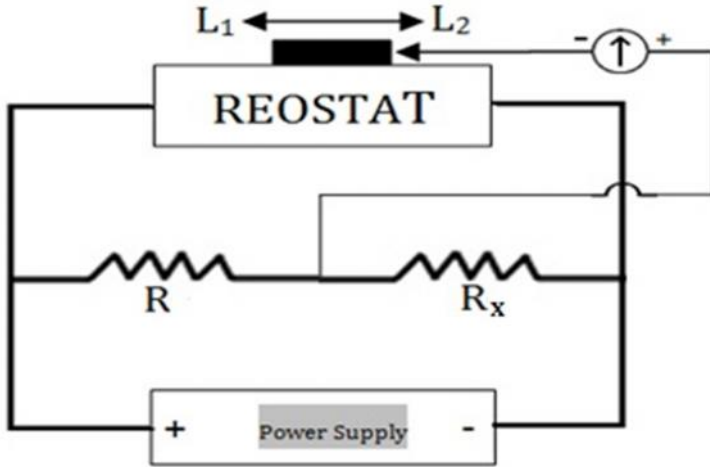 L₁ L₂
- +
REOSTAT
R Rₓ
+ Power Supply -